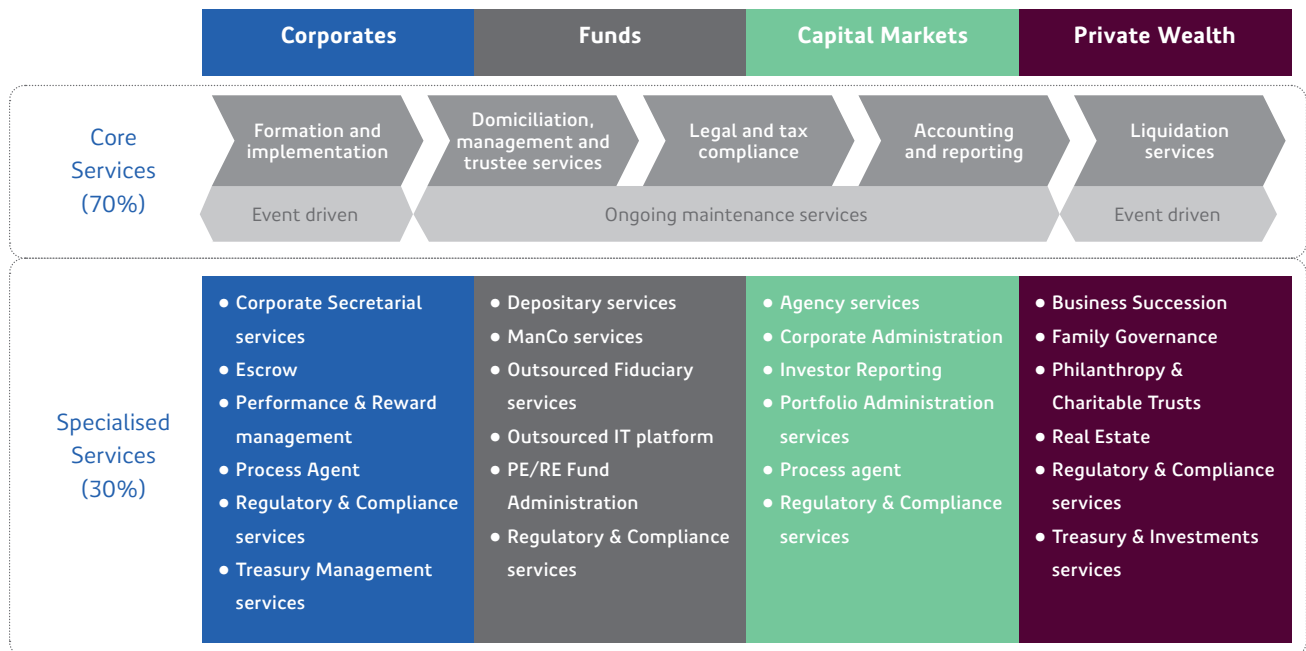 Corporates
Funds
Capital Markets
Private Wealth
Core
Services
(70%)
Formation and
implementation
Domiciliation,
management and
trustee services
Legal and tax
compliance
Accounting
and reporting
Liquidation
services
Event driven
Ongoing maintenance services
Event driven
Specialised
Services
(30%)
• Corporate Secretarial
services
• Escrow
• Performance & Reward
management
• Process Agent
• Regulatory & Compliance
services
• Treasury Management
services
• Depositary services
• ManCo services
• Outsourced Fiduciary
services
• Outsourced IT platform
• PE/RE Fund
Administration
• Regulatory & Compliance
services
• Agency services
• Corporate Administration
• Investor Reporting
• Portfolio Administration
services
• Process agent
• Regulatory & Compliance
services
• Business Succession
• Family Governance
• Philanthropy &
Charitable Trusts
• Real Estate
• Regulatory & Compliance
services
• Treasury & Investments
services